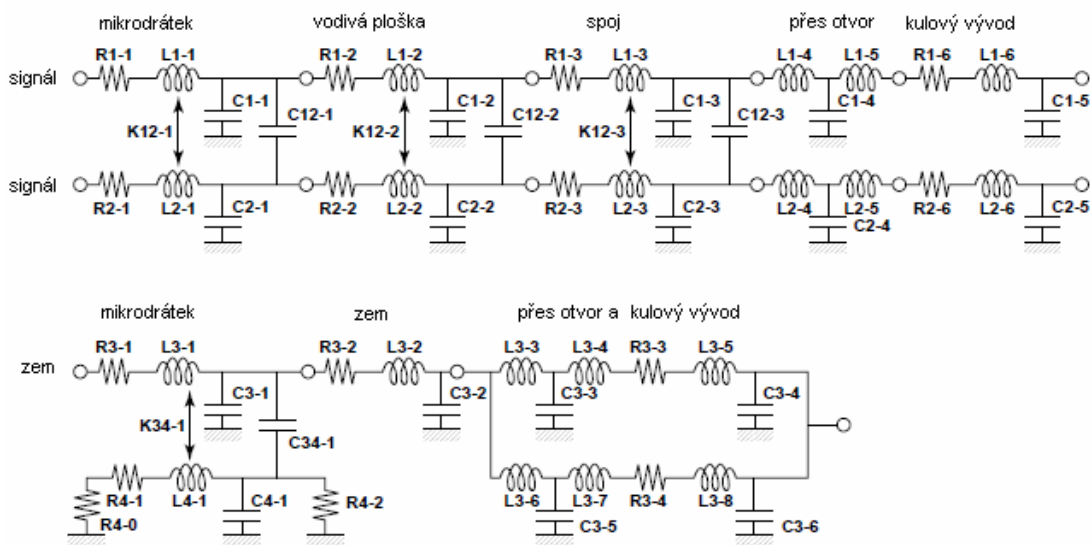 mikrodrátek vodivá ploška spoj přes otvor kulový vývod
R1-1 L1-1 R1-2 L1-2 R1-3 L1-3 L1-4 L1-5 R1-6 L1-6
signál
C1-1 C12-1 C1-2 C12-2 C1-3 C12-3 C1-4 C1-5
K12-1 K12-2 K12-3
signál
R2-1 L2-1 C2-1 R2-2 L2-2 C2-2 R2-3 L2-3 C2-3 L2-4 L2-5 R2-6 L2-6 C2-5
C2-4
mikrodrátek zem přes otvor a kulový vývod
R3-1 L3-1 R3-2 L3-2 L3-3 L3-4 R3-3 L3-5
zem
C3-1 C3-2 C3-3 C3-4
K34-1 C34-1
R4-1 L4-1 C4-1 R4-2 L3-6 L3-7 R3-4 L3-8
R4-0 C3-5 C3-6